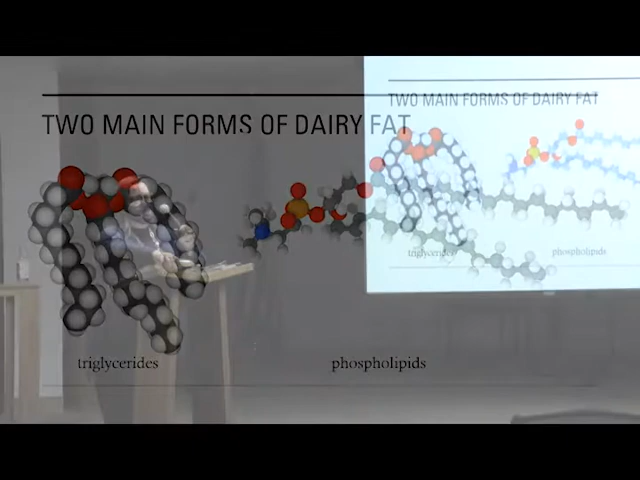 TWO MAIN FORMS OF DAIRY FAT
TWO MAIN FORMS OF DAIRY FAT
triglycerides
phospholipids
triglycerides
phospholipids